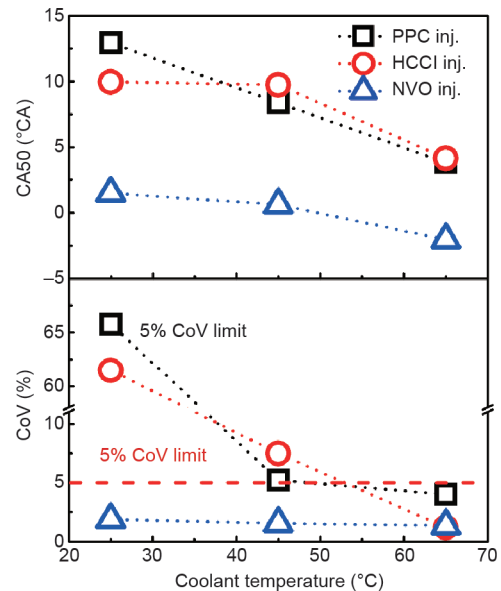 15
10
5
0
–5
CA50 (°CA)
PPC inj.
HCCI inj.
NVO inj.
65
60
10
5
0
CoV (%)
5% CoV limit
5% CoV limit
20 30 40 50 60 70
Coolant temperature (°C)